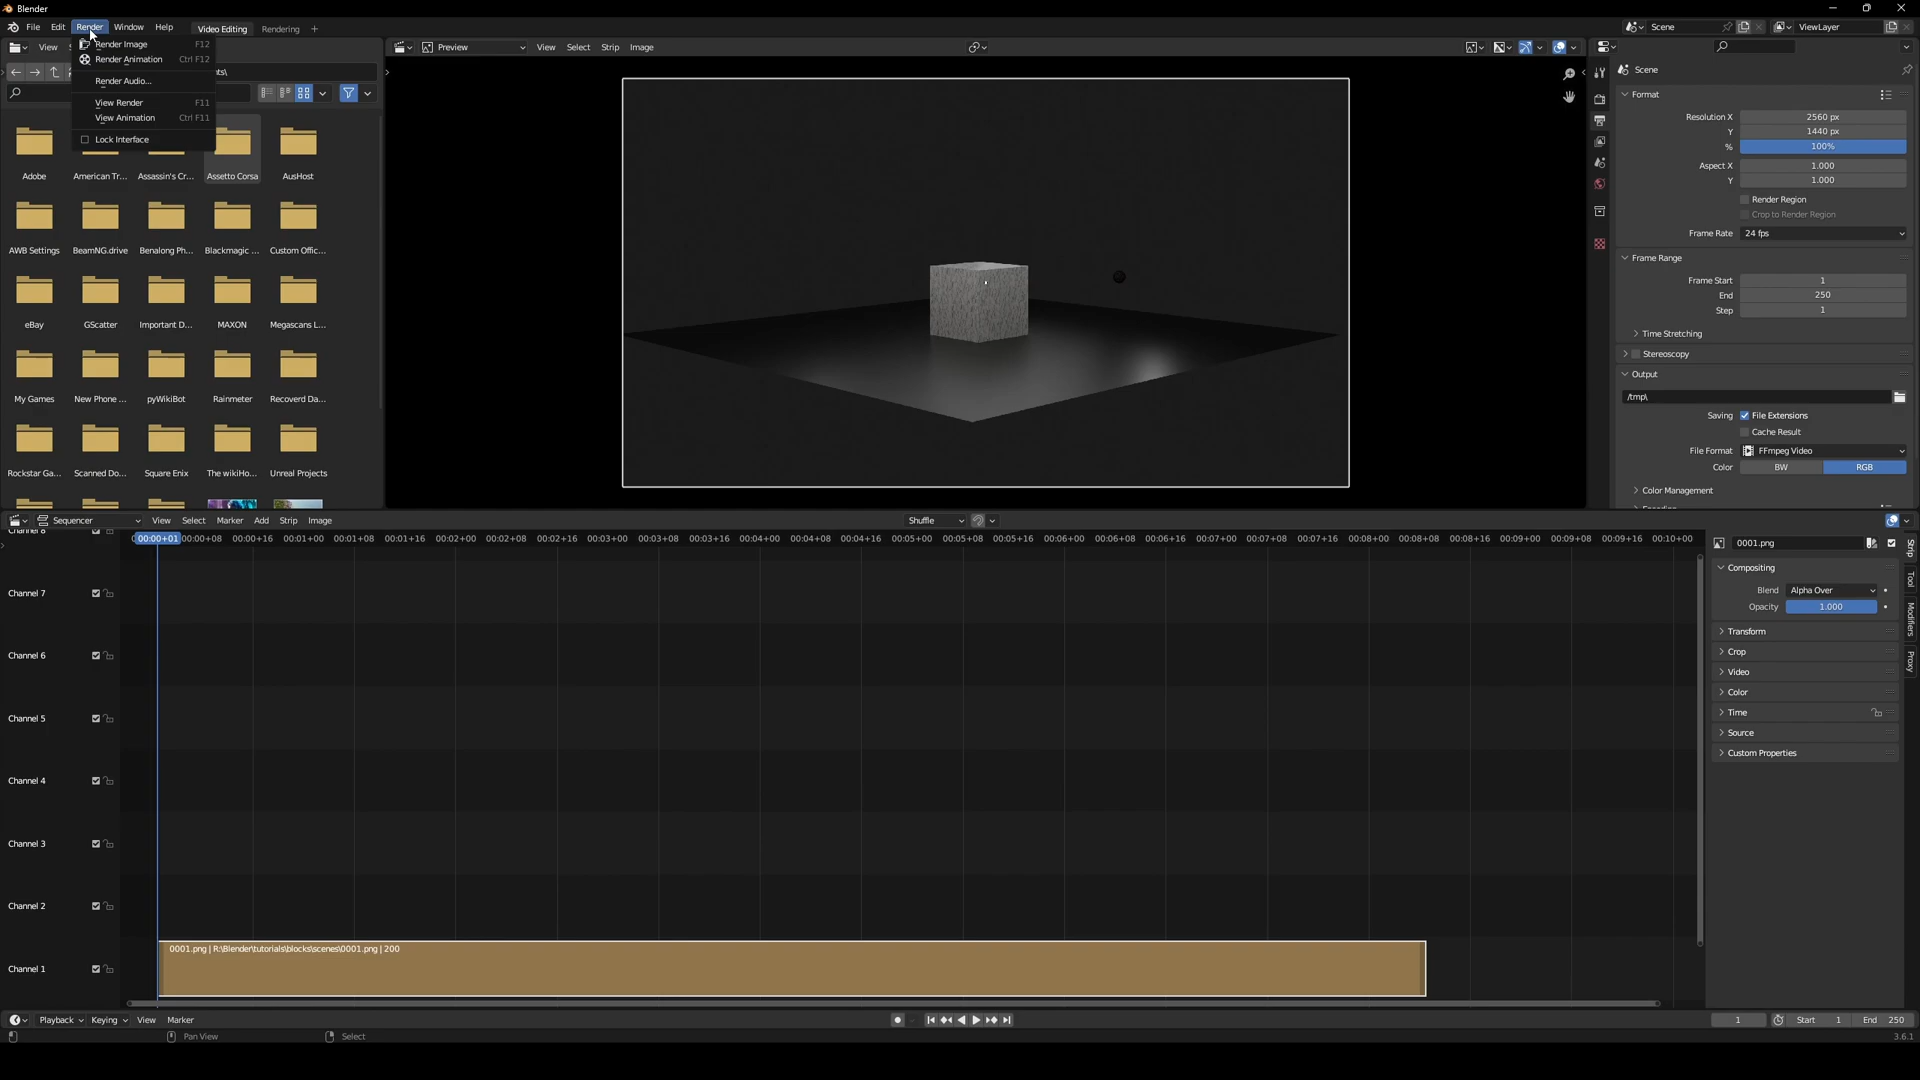 Blender
File Edit Render Window Help Video Editing Rendering +
Scene ViewLayer
View
Preview View Select Strip Image
Render Image F12
Render Animation Ctrl F12
Render Audio...
View Render F11
View Animation Ctrl F11
Lock Interface
Adobe American Tr... Assassin's Cr... Assetto Corsa AusHost
AWB Settings BeamNG.drive Benalong Ph... Blackmagic ... Custom Offic...
eBay GScatter Important D... MAXON Megascans L...
My Games New Phone ... pyWikiBot Rainmeter Recoverd Da...
Rockstar Ga... Scanned Do... Square Enix The wikiHo... Unreal Projects
Scene
Format
Resolution X 2560 px
Y 1440 px
% 100%
Aspect X 1.000
Y 1.000
Render Region
Crop to Render Region
Frame Rate 24 fps
Frame Range
Frame Start 1
End 250
Step 1
Time Stretching
Stereoscopy
Output
/tmp\
Saving File Extensions
Cache Result
File Format FFmpeg Video
Color BW RGB
Color Management
Sequencer View Select Marker Add Strip Image Shuffle
00:00+01 00:00+08 00:00+16 00:01+00 00:01+08 00:01+16 00:02+00 00:02+08 00:02+16 00:03+00 00:03+08 00:03+16 00:04+00 00:04+08 00:04+16 00:05+00 00:05+08 00:05+16 00:06+00 00:06+08 00:06+16 00:07+00 00:07+08 00:07+16 00:08+00 00:08+08 00:08+16 00:09+00 00:09+08 00:09+16 00:10+00
Channel 8
Channel 7
Channel 6
Channel 5
Channel 4
Channel 3
Channel 2
Channel 1
0001.png | R:\Blender\tutorials\blocks\scenes\0001.png | 200
0001.png
Compositing
Blend Alpha Over
Opacity 1.000
Transform
Crop
Video
Color
Time
Source
Custom Properties
Strip
Tool
Modifiers
Proxy
Playback Keying View Marker 1 Start 1 End 250
Pan View Select 3.6.1